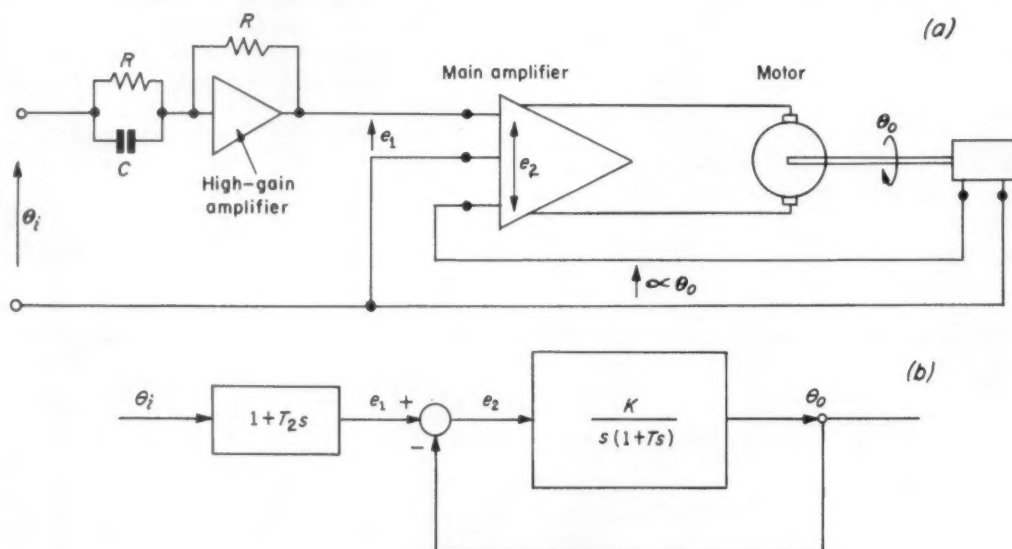 (a)
R
R
C
High-gain
amplifier
θi
e1
Main amplifier
e2
Motor
θo
∝ θo
(b)
θi
1+T2s
e1
+
−
e2
K
s(1+Ts)
θo